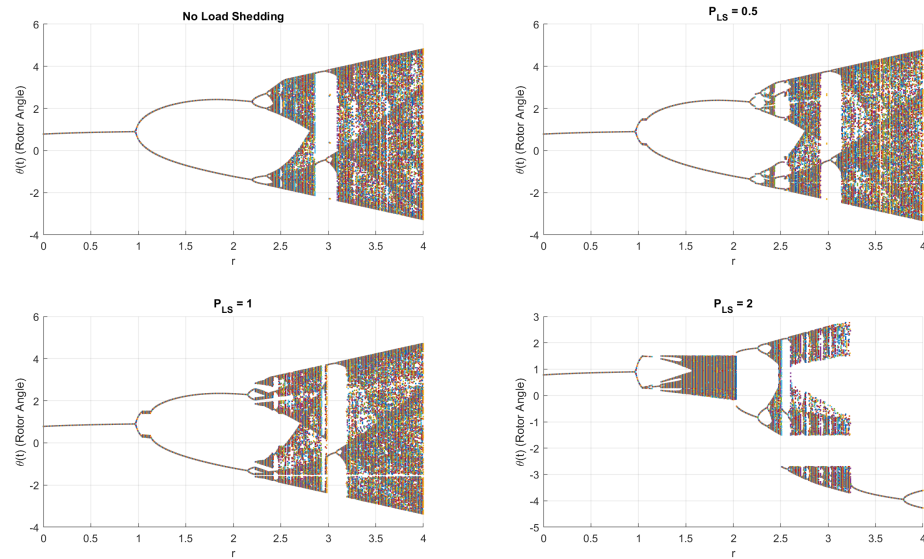 No Load Shedding
6
4
2
0
-2
-4
θ(t) (Rotor Angle)
0 0.5 1 1.5 2 2.5 3 3.5 4
r
P_LS = 0.5
6
4
2
0
-2
-4
θ(t) (Rotor Angle)
0 0.5 1 1.5 2 2.5 3 3.5 4
r
P_LS = 1
6
4
2
0
-2
-4
θ(t) (Rotor Angle)
0 0.5 1 1.5 2 2.5 3 3.5 4
r
P_LS = 2
3
2
1
0
-1
-2
-3
-4
-5
θ(t) (Rotor Angle)
0 0.5 1 1.5 2 2.5 3 3.5 4
r